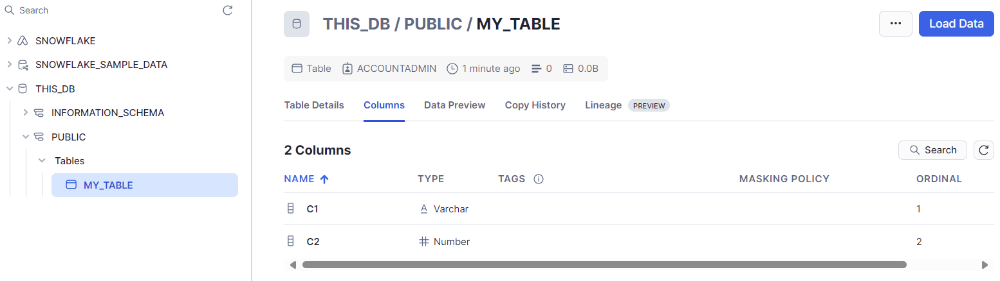 Search
SNOWFLAKE
SNOWFLAKE_SAMPLE_DATA
THIS_DB
INFORMATION_SCHEMA
PUBLIC
Tables
MY_TABLE
THIS_DB / PUBLIC / MY_TABLE
... Load Data
Table ACCOUNTADMIN 1 minute ago 0 0.0B
Table Details Columns Data Preview Copy History Lineage PREVIEW
2 Columns Search
NAME TYPE TAGS MASKING POLICY ORDINAL
C1 Varchar 1
C2 Number 2